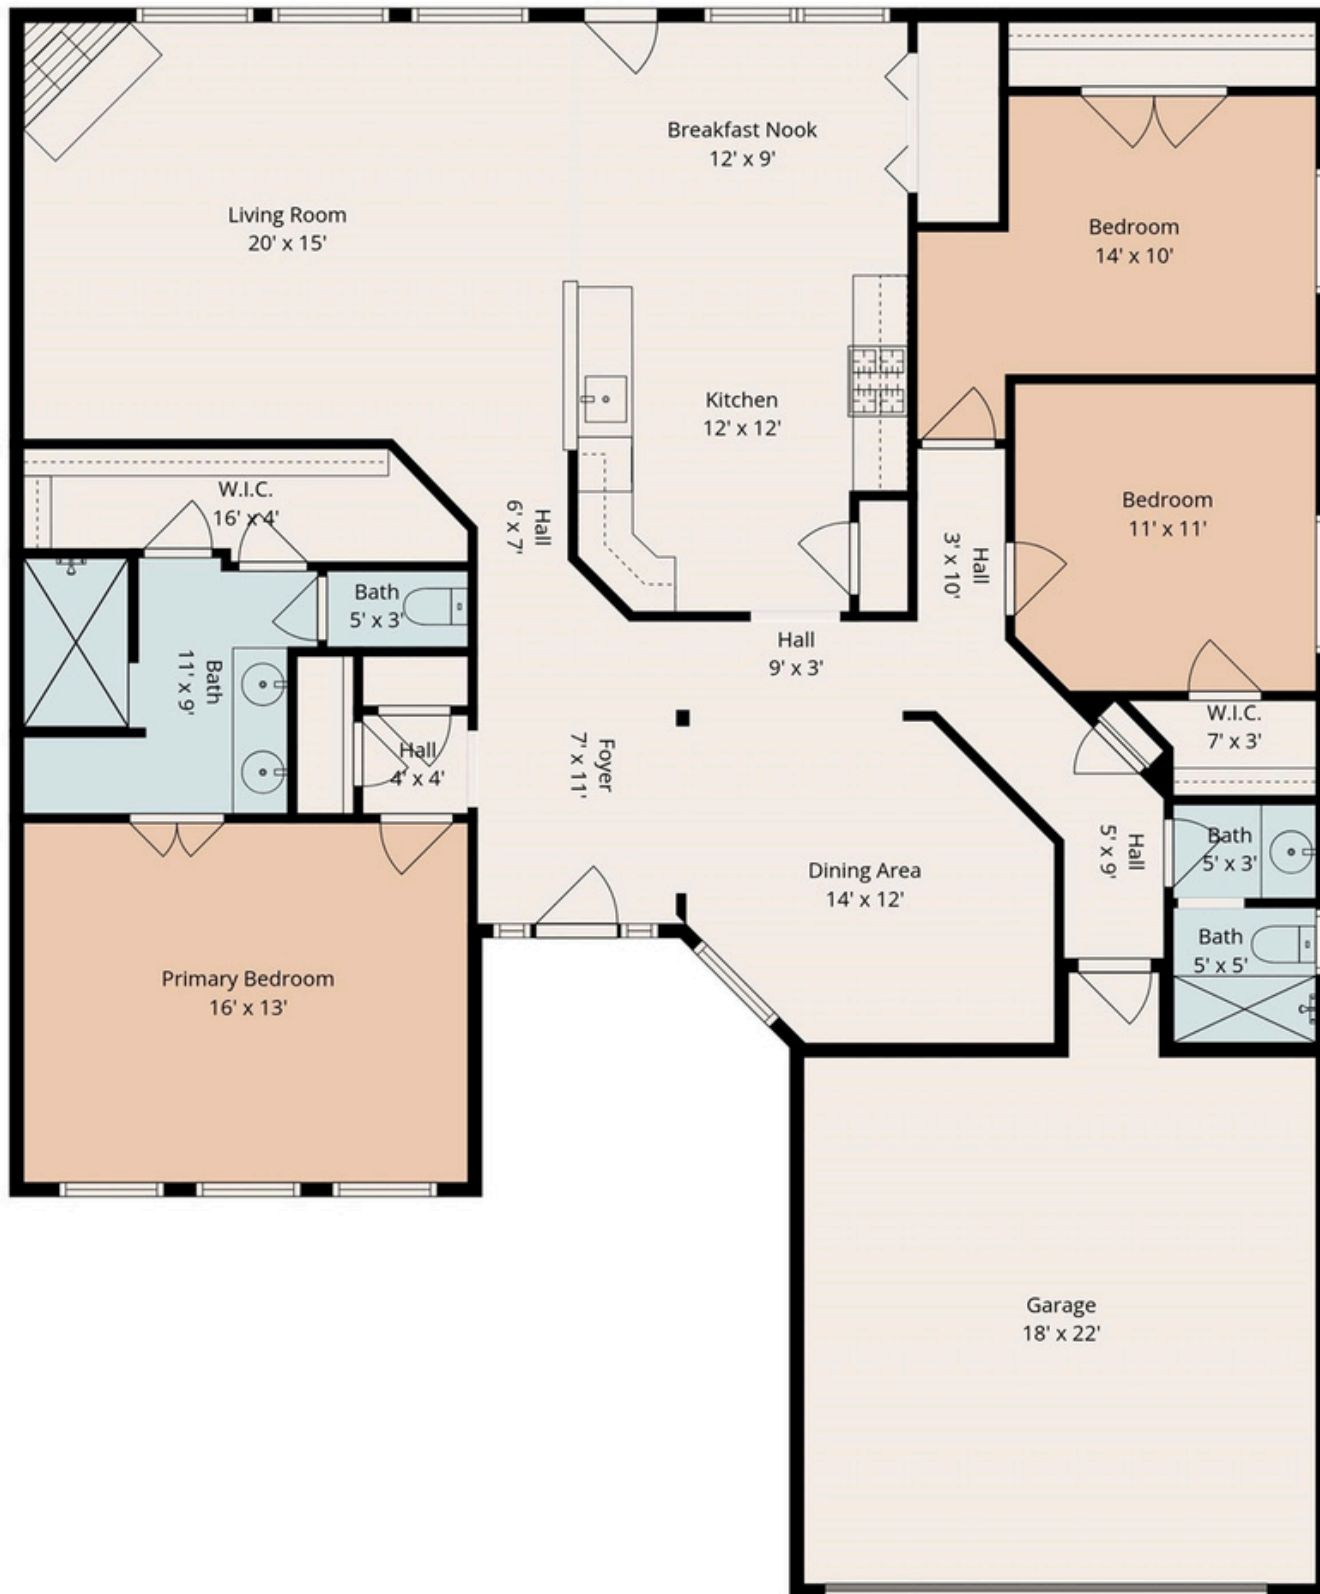 Breakfast Nook
12' x 9'
Living Room
20' x 15'
Bedroom
14' x 10'
Kitchen
12' x 12'
W.I.C.
16' x 4'
Hall
6' x 7'
Hall
3' x 10'
Bedroom
11' x 11'
Bath
5' x 3'
Bath
11' x 9'
Hall
9' x 3'
Hall
4' x 4'
Foyer
7' x 11'
W.I.C.
7' x 3'
Dining Area
14' x 12'
Hall
5' x 9'
Bath
5' x 3'
Bath
5' x 5'
Primary Bedroom
16' x 13'
Garage
18' x 22'